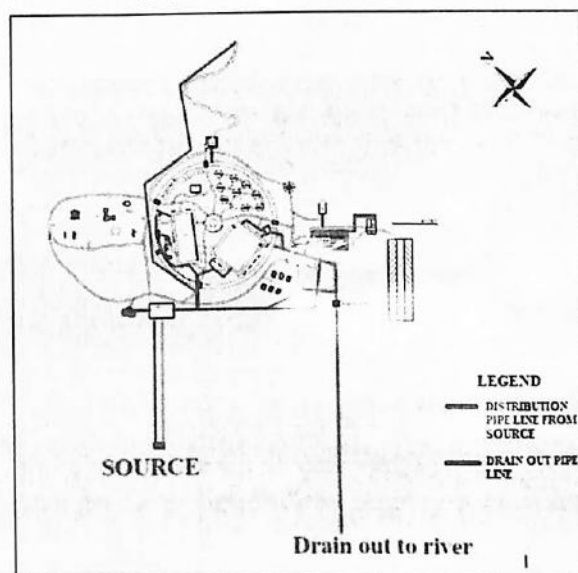 SOURCE
LEGEND
DISTRIBUTION
PIPE LINE FROM
SOURCE
DRAIN OUT PIPE
LINE
Drain out to river